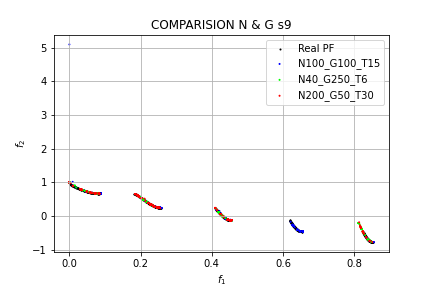 COMPARISION N & G s9
5
4
3
2
1
0
−1
f₂
Real PF
N100_G100_T15
N40_G250_T6
N200_G50_T30
0.0 0.2 0.4 0.6 0.8
f₁